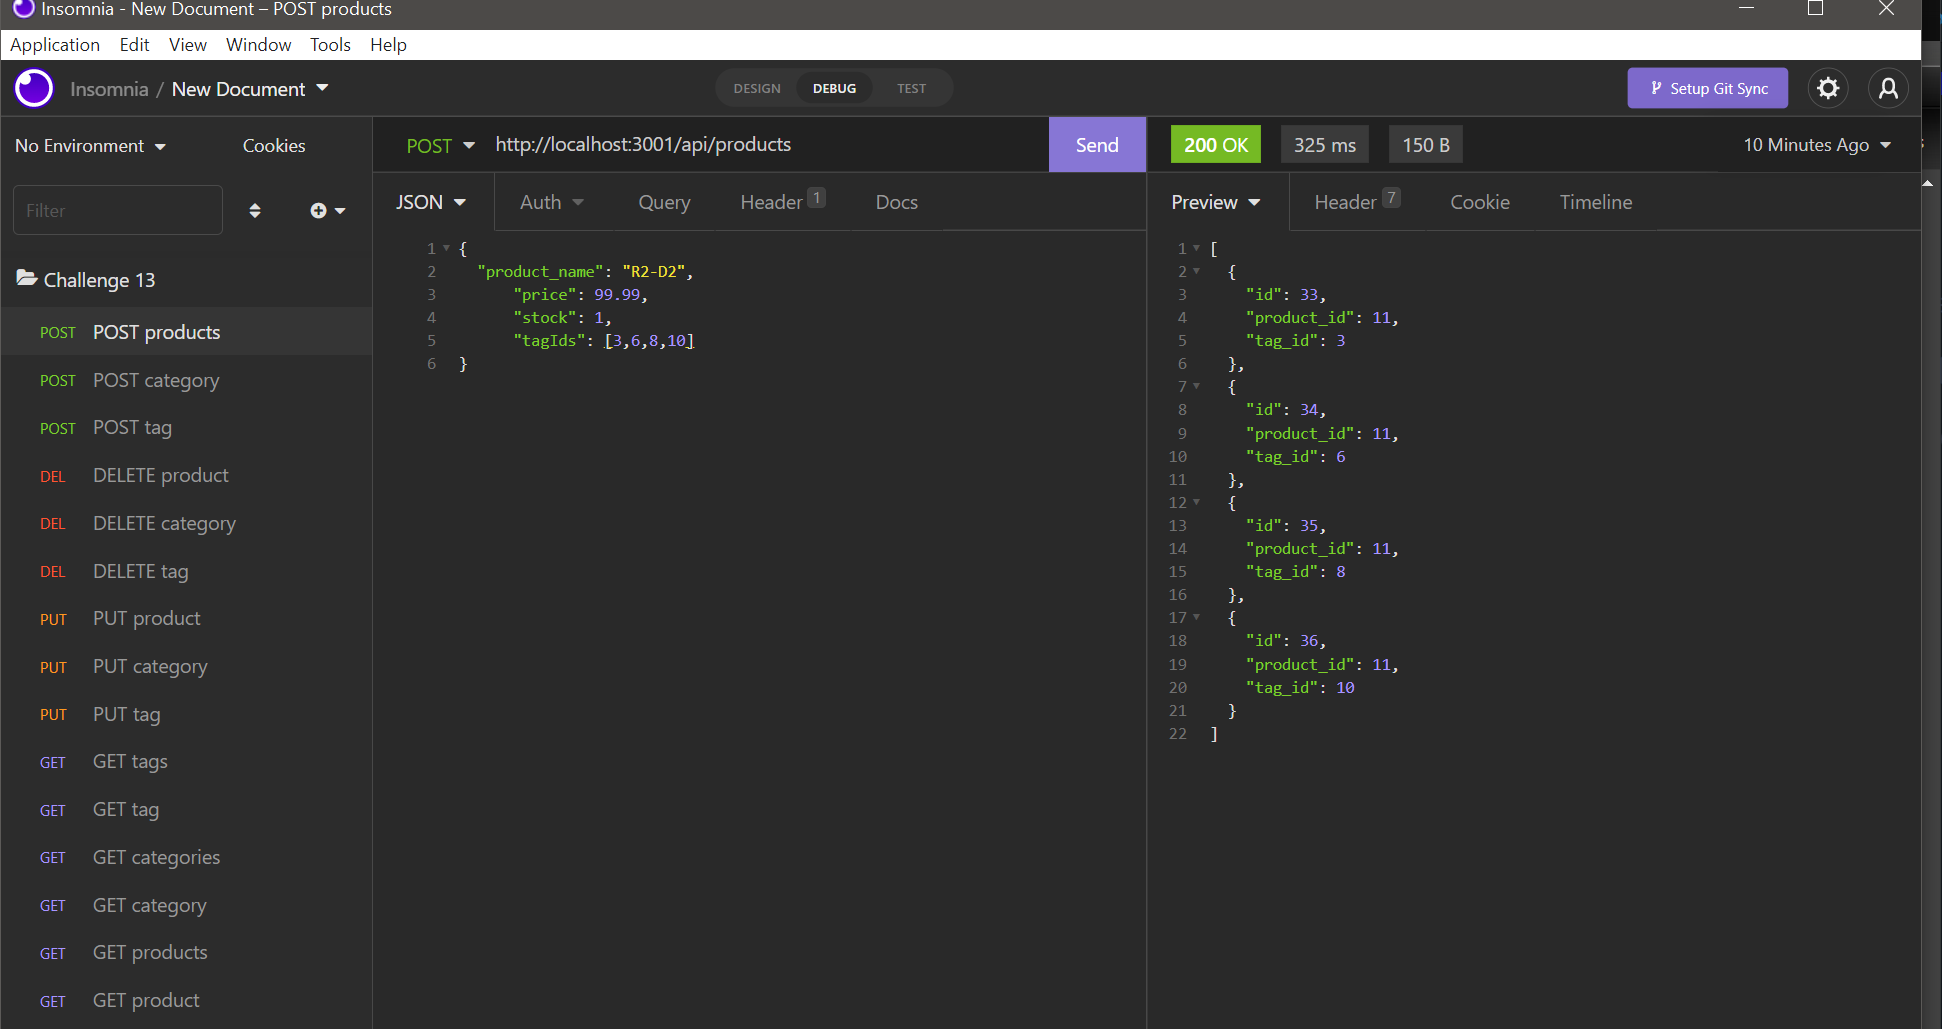 Insomnia - New Document – POST products
Application Edit View Window Tools Help
Insomnia / New Document
DESIGN DEBUG TEST
Setup Git Sync
No Environment Cookies
Filter
Challenge 13
POST POST products
POST POST category
POST POST tag
DEL DELETE product
DEL DELETE category
DEL DELETE tag
PUT PUT product
PUT PUT category
PUT PUT tag
GET GET tags
GET GET tag
GET GET categories
GET GET category
GET GET products
GET GET product
POST http://localhost:3001/api/products Send
JSON Auth Query Header 1 Docs
1 {
2 "product_name": "R2-D2",
3 "price": 99.99,
4 "stock": 1,
5 "tagIds": [3,6,8,10]
6 }
200 OK 325 ms 150 B 10 Minutes Ago
Preview Header 7 Cookie Timeline
1 [
2 {
3 "id": 33,
4 "product_id": 11,
5 "tag_id": 3
6 },
7 {
8 "id": 34,
9 "product_id": 11,
10 "tag_id": 6
11 },
12 {
13 "id": 35,
14 "product_id": 11,
15 "tag_id": 8
16 },
17 {
18 "id": 36,
19 "product_id": 11,
20 "tag_id": 10
21 }
22 ]